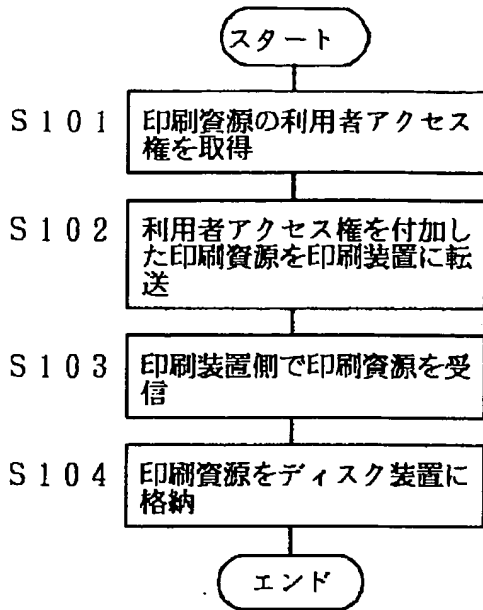 スタート
S101 印刷資源の利用者アクセス
権を取得
S102 利用者アクセス権を付加し
た印刷資源を印刷装置に転
送
S103 印刷装置側で印刷資源を受
信
S104 印刷資源をディスク装置に
格納
エンド